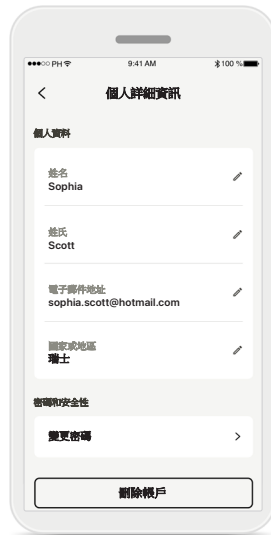 PH
9:41 AM
100 %
個人詳細資訊
個人資料
姓名
Sophia
姓氏
Scott
電子郵件地址
sophia.scott@hotmail.com
國家或地區
瑞士
密碼和安全性
變更密碼
刪除帳戶